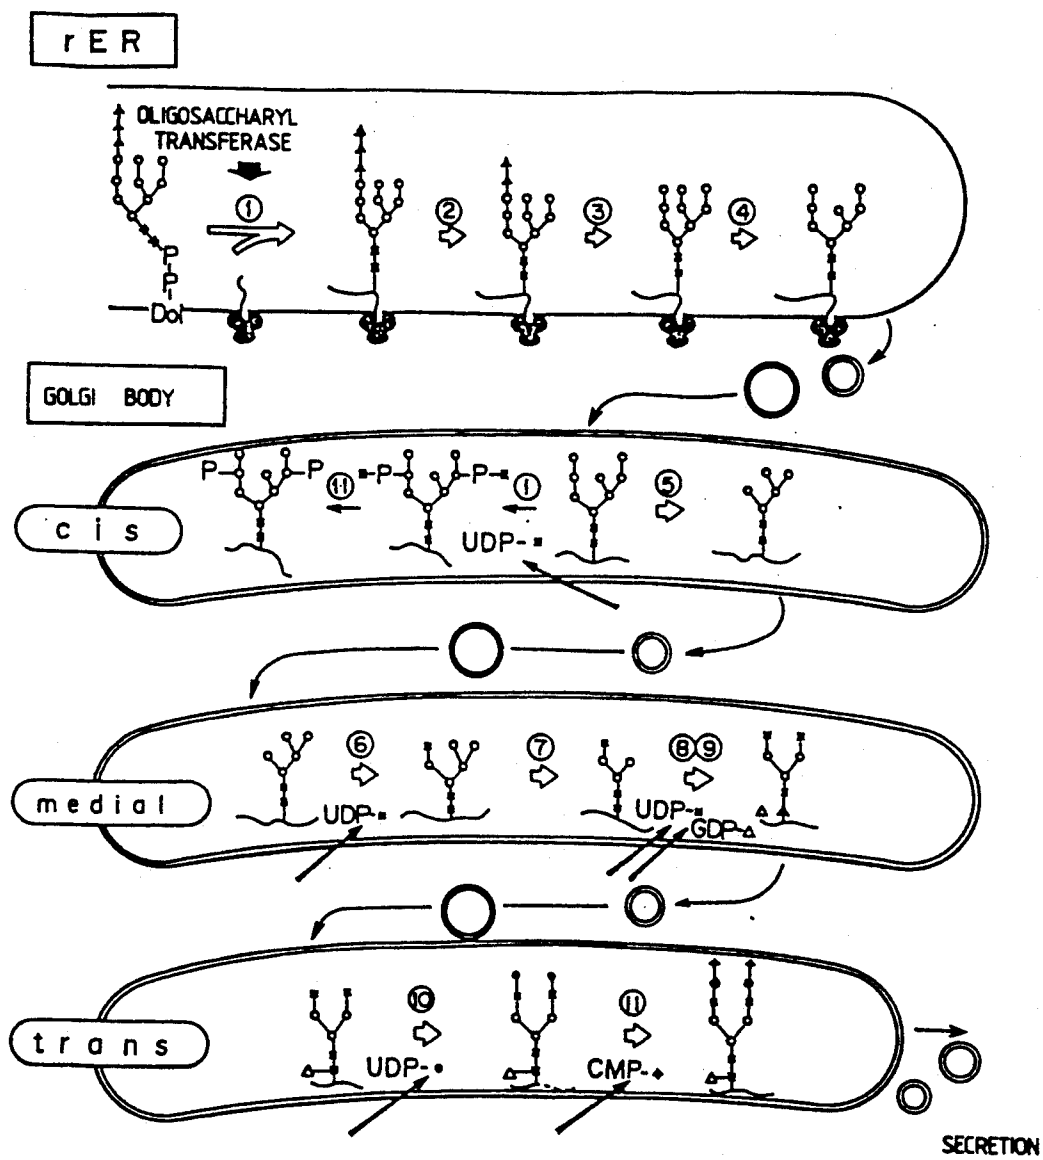 rER
OLIGOSACCHARYL
TRANSFERASE
① ② ③ ④
P
P
Dol
GOLGI BODY
P P ⑪ P P Ⓘ ⑤
cis
UDP-
⑥ ⑦ ⑧⑨
medial
UDP- UDP-
GDP-
⑩ ⑪
trans
UDP- CMP-
SECRETION